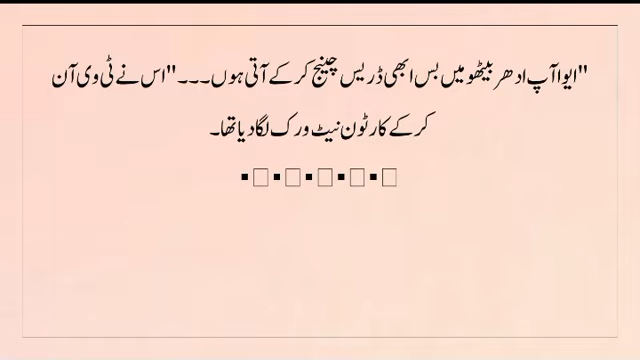 "ایوا آپ ادھر بیٹھو میں بس ابھی ڈریس چینج کر کے آتی ہوں۔۔۔" اس نے ٹی وی آن
کر کے کارٹون نیٹ ورک لگا دیا تھا۔
▪□▪□▪□▪□▪□